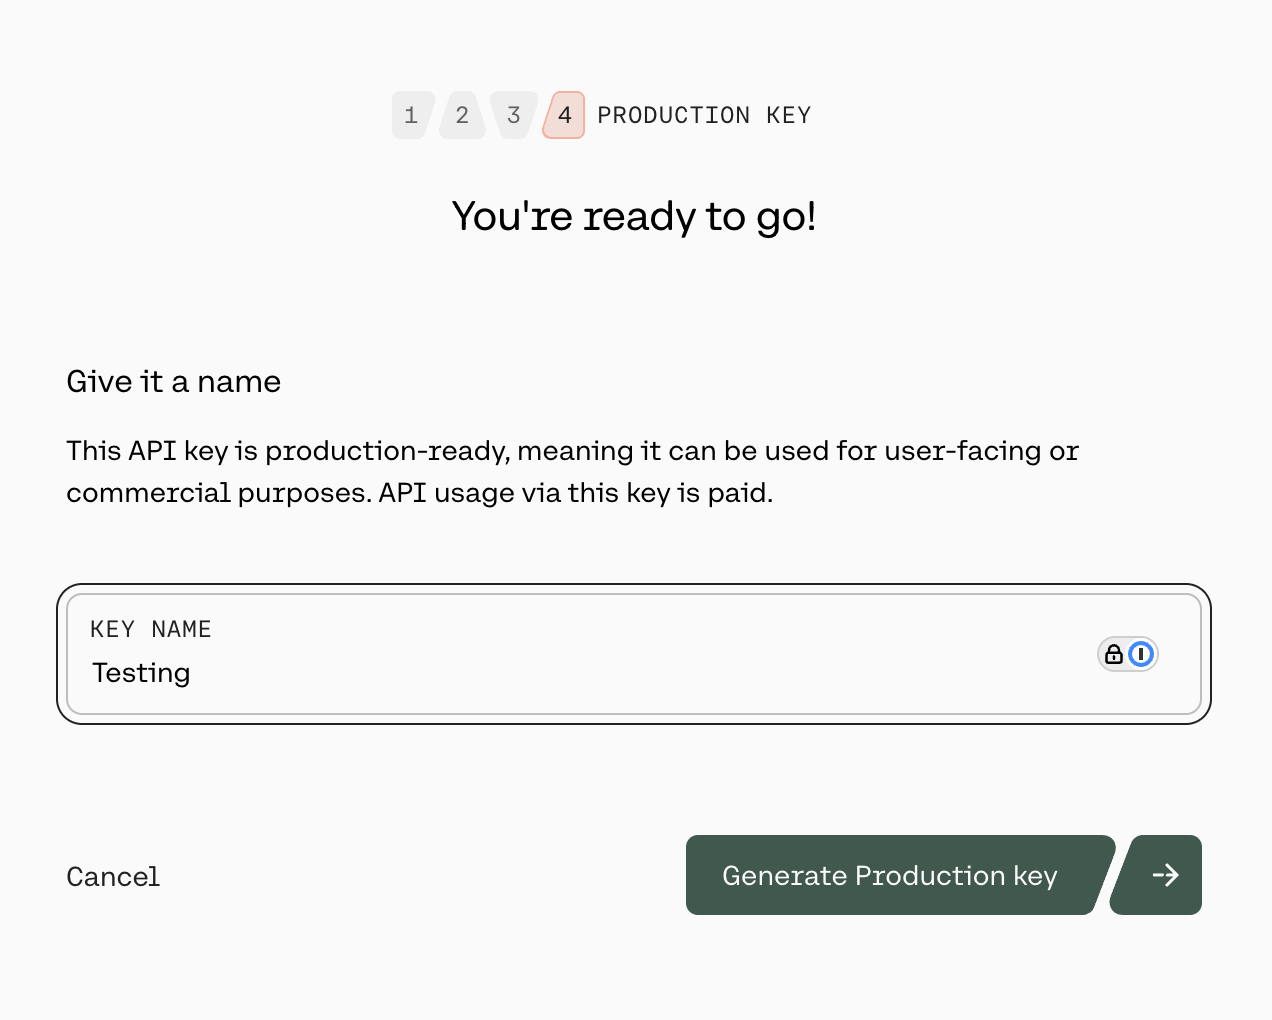 1 2 3 4 PRODUCTION KEY
You're ready to go!
Give it a name
This API key is production-ready, meaning it can be used for user-facing or
commercial purposes. API usage via this key is paid.
KEY NAME
Testing
Cancel
Generate Production key